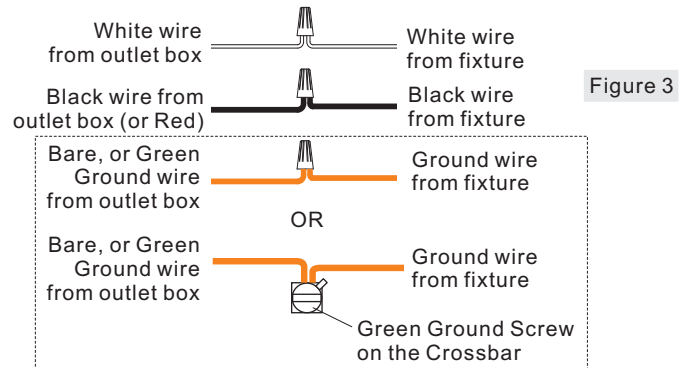 White wire
from outlet box
White wire
from fixture
Figure 3
Black wire from
outlet box (or Red)
Black wire
from fixture
Bare, or Green
Ground wire
from outlet box
Ground wire
from fixture
OR
Bare, or Green
Ground wire
from outlet box
Ground wire
from fixture
Green Ground Screw
on the Crossbar